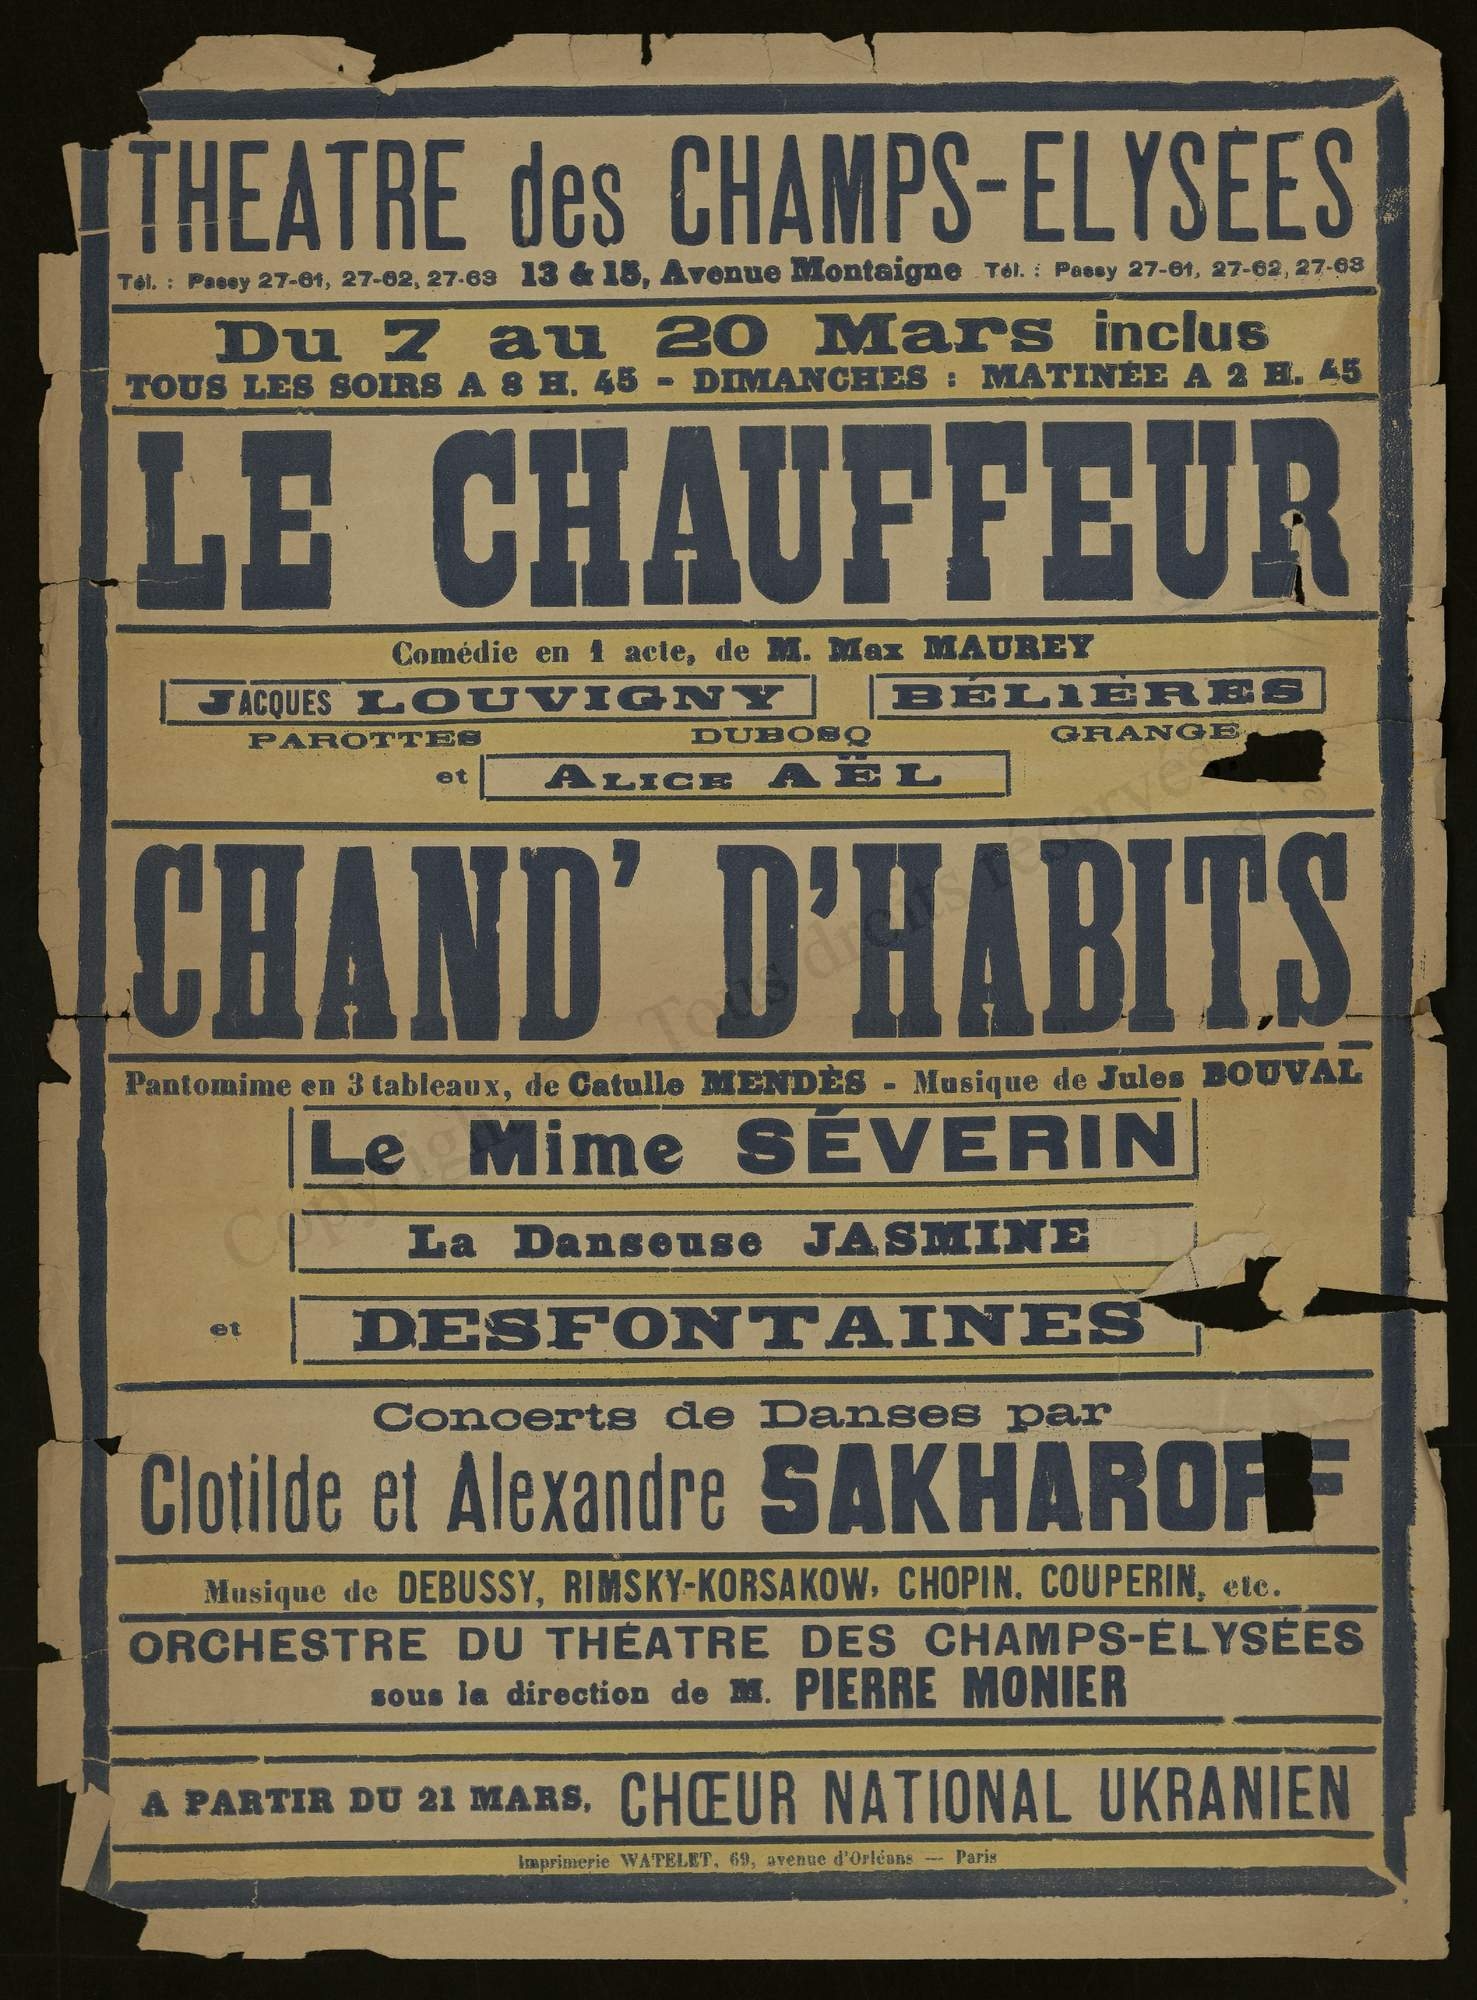 THEATRE des CHAMPS-ELYSÉES
Tél. : Passy 27-61, 27-62, 27-63 13 & 15, Avenue Montaigne Tél. : Passy 27-61, 27-62, 27-63
Du 7 au 20 Mars inclus
TOUS LES SOIRS A 8 H. 45 - DIMANCHES : MATINÉE A 2 H. 45
LE CHAUFFEUR
Comédie en 1 acte, de M. Max MAUREY
JACQUES LOUVIGNY BÉLIÈRES
PAROTTES DUBOSQ GRANGE
et ALICE AËL
CHAND' D'HABITS
Pantomime en 3 tableaux, de Catulle MENDÈS - Musique de Jules BOUVAL
Le Mime SÉVERIN
La Danseuse JASMINE
et DESFONTAINES
Concerts de Danses par
Clotilde et Alexandre SAKHAROFF
Musique de DEBUSSY, RIMSKY-KORSAKOW, CHOPIN, COUPERIN, etc.
ORCHESTRE DU THÉATRE DES CHAMPS-ÉLYSÉES
sous la direction de M. PIERRE MONIER
A PARTIR DU 21 MARS, CHŒUR NATIONAL UKRANIEN
Imprimerie WATELET, 69, avenue d'Orléans — Paris
Copyright © - Tous droits réservés